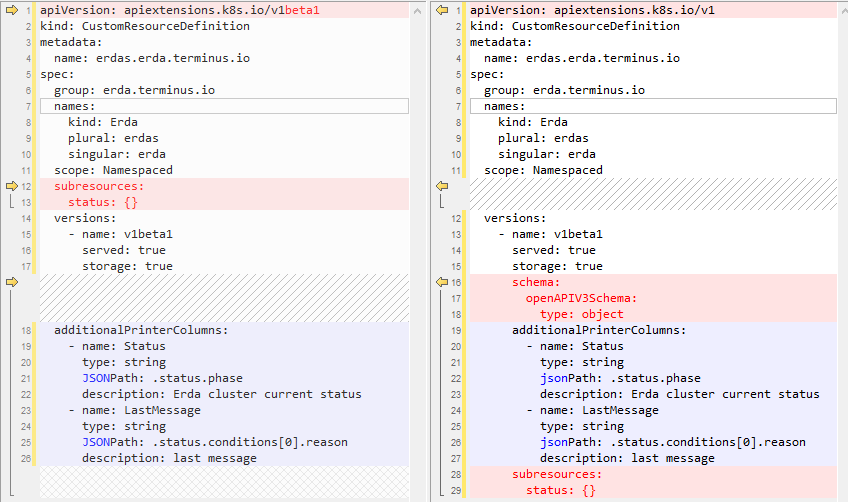 1 apiVersion: apiextensions.k8s.io/v1beta1
2 kind: CustomResourceDefinition
3 metadata:
4   name: erdas.erda.terminus.io
5 spec:
6   group: erda.terminus.io
7   names:
8     kind: Erda
9     plural: erdas
10     singular: erda
11   scope: Namespaced
12   subresources:
13     status: {}
14   versions:
15     - name: v1beta1
16       served: true
17       storage: true
18   additionalPrinterColumns:
19     - name: Status
20       type: string
21       JSONPath: .status.phase
22       description: Erda cluster current status
23     - name: LastMessage
24       type: string
25       JSONPath: .status.conditions[0].reason
26       description: last message
1 apiVersion: apiextensions.k8s.io/v1
2 kind: CustomResourceDefinition
3 metadata:
4   name: erdas.erda.terminus.io
5 spec:
6   group: erda.terminus.io
7   names:
8     kind: Erda
9     plural: erdas
10     singular: erda
11   scope: Namespaced
12   versions:
13     - name: v1beta1
14       served: true
15       storage: true
16       schema:
17         openAPIV3Schema:
18           type: object
19       additionalPrinterColumns:
20         - name: Status
21           type: string
22           jsonPath: .status.phase
23           description: Erda cluster current status
24         - name: LastMessage
25           type: string
26           jsonPath: .status.conditions[0].reason
27           description: last message
28       subresources:
29         status: {}